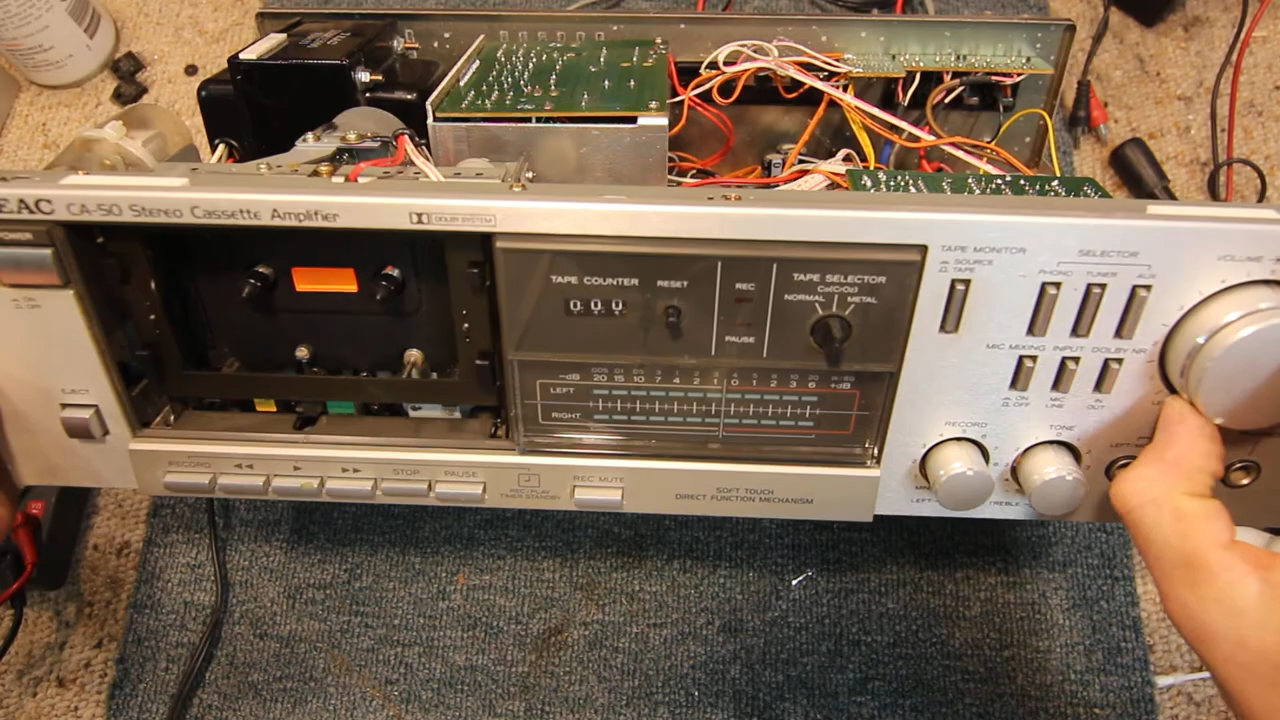 EAC CA-50 Stereo Cassette Amplifier
DOLBY SYSTEM
POWER
ON
OFF
EJECT
TAPE COUNTER
RESET
REC
PAUSE
TAPE SELECTOR
Co(CrO2)
NORMAL
METAL
-dB 20 15 10 7 4 2 1 0 1 2 3 6 +dB
LEFT
RIGHT
TAPE MONITOR
SOURCE
TAPE
SELECTOR
PHONO TUNER AUX
VOLUME
MIC MIXING INPUT DOLBY NR
ON
OFF
MIC
LINE
IN
OUT
RECORD
TONE
LEFT
TREBLE
RECORD ◀◀ ▶ ▶▶ STOP PAUSE
REC/PLAY
TIMER STANDBY
REC MUTE
SOFT TOUCH
DIRECT FUNCTION MECHANISM